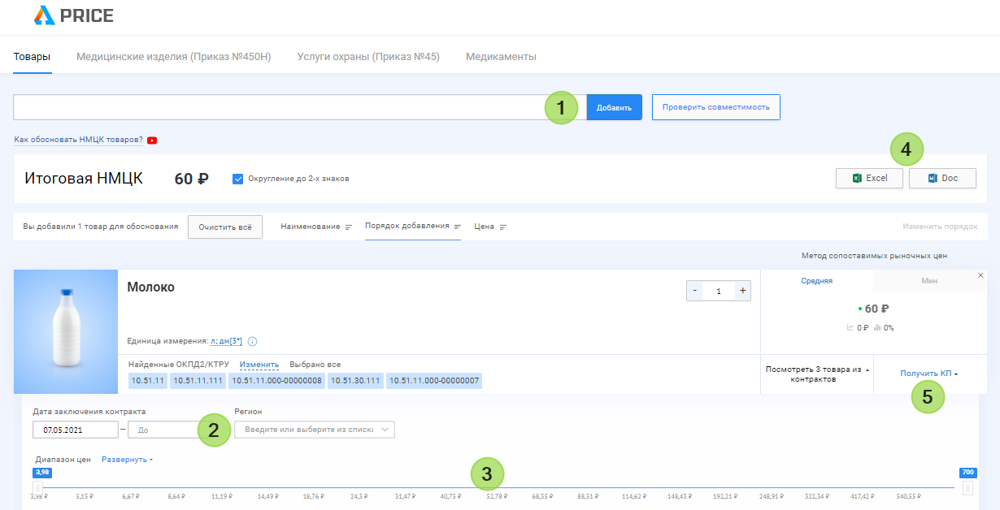 PRICE
Товары Медицинские изделия (Приказ №450Н) Услуги охраны (Приказ №45) Медикаменты
1 Добавить Проверить совместимость
Как обосновать НМЦК товаров?
4
Итоговая НМЦК 60 ₽ Округление до 2-х знаков Excel Doc
Вы добавили 1 товар для обоснования Очистить всё Наименование Порядок добавления Цена Изменить порядок
Метод сопоставимых рыночных цен
Молоко - 1 + Средняя Мин ×
60 ₽
0 ₽ 0%
Единица измерения: л; дм[3*]
Найденные ОКПД2/КТРУ Изменить Выбрано все
10.51.11 10.51.11.111 10.51.11.000-00000008 10.51.30.111 10.51.11.000-00000007
Посмотреть 3 товара из
контрактов
Получить КП
5
Дата заключения контракта Регион
07.05.2021 – До 2 Введите или выберите из списка
Диапазон цен Развернуть
3,98 3 700
3,98 ₽ 5,15 ₽ 6,67 ₽ 8,64 ₽ 11,19 ₽ 14,49 ₽ 18,76 ₽ 24,3 ₽ 31,47 ₽ 40,75 ₽ 52,78 ₽ 68,35 ₽ 88,51 ₽ 114,62 ₽ 148,43 ₽ 192,21 ₽ 248,91 ₽ 322,34 ₽ 417,42 ₽ 540,55 ₽